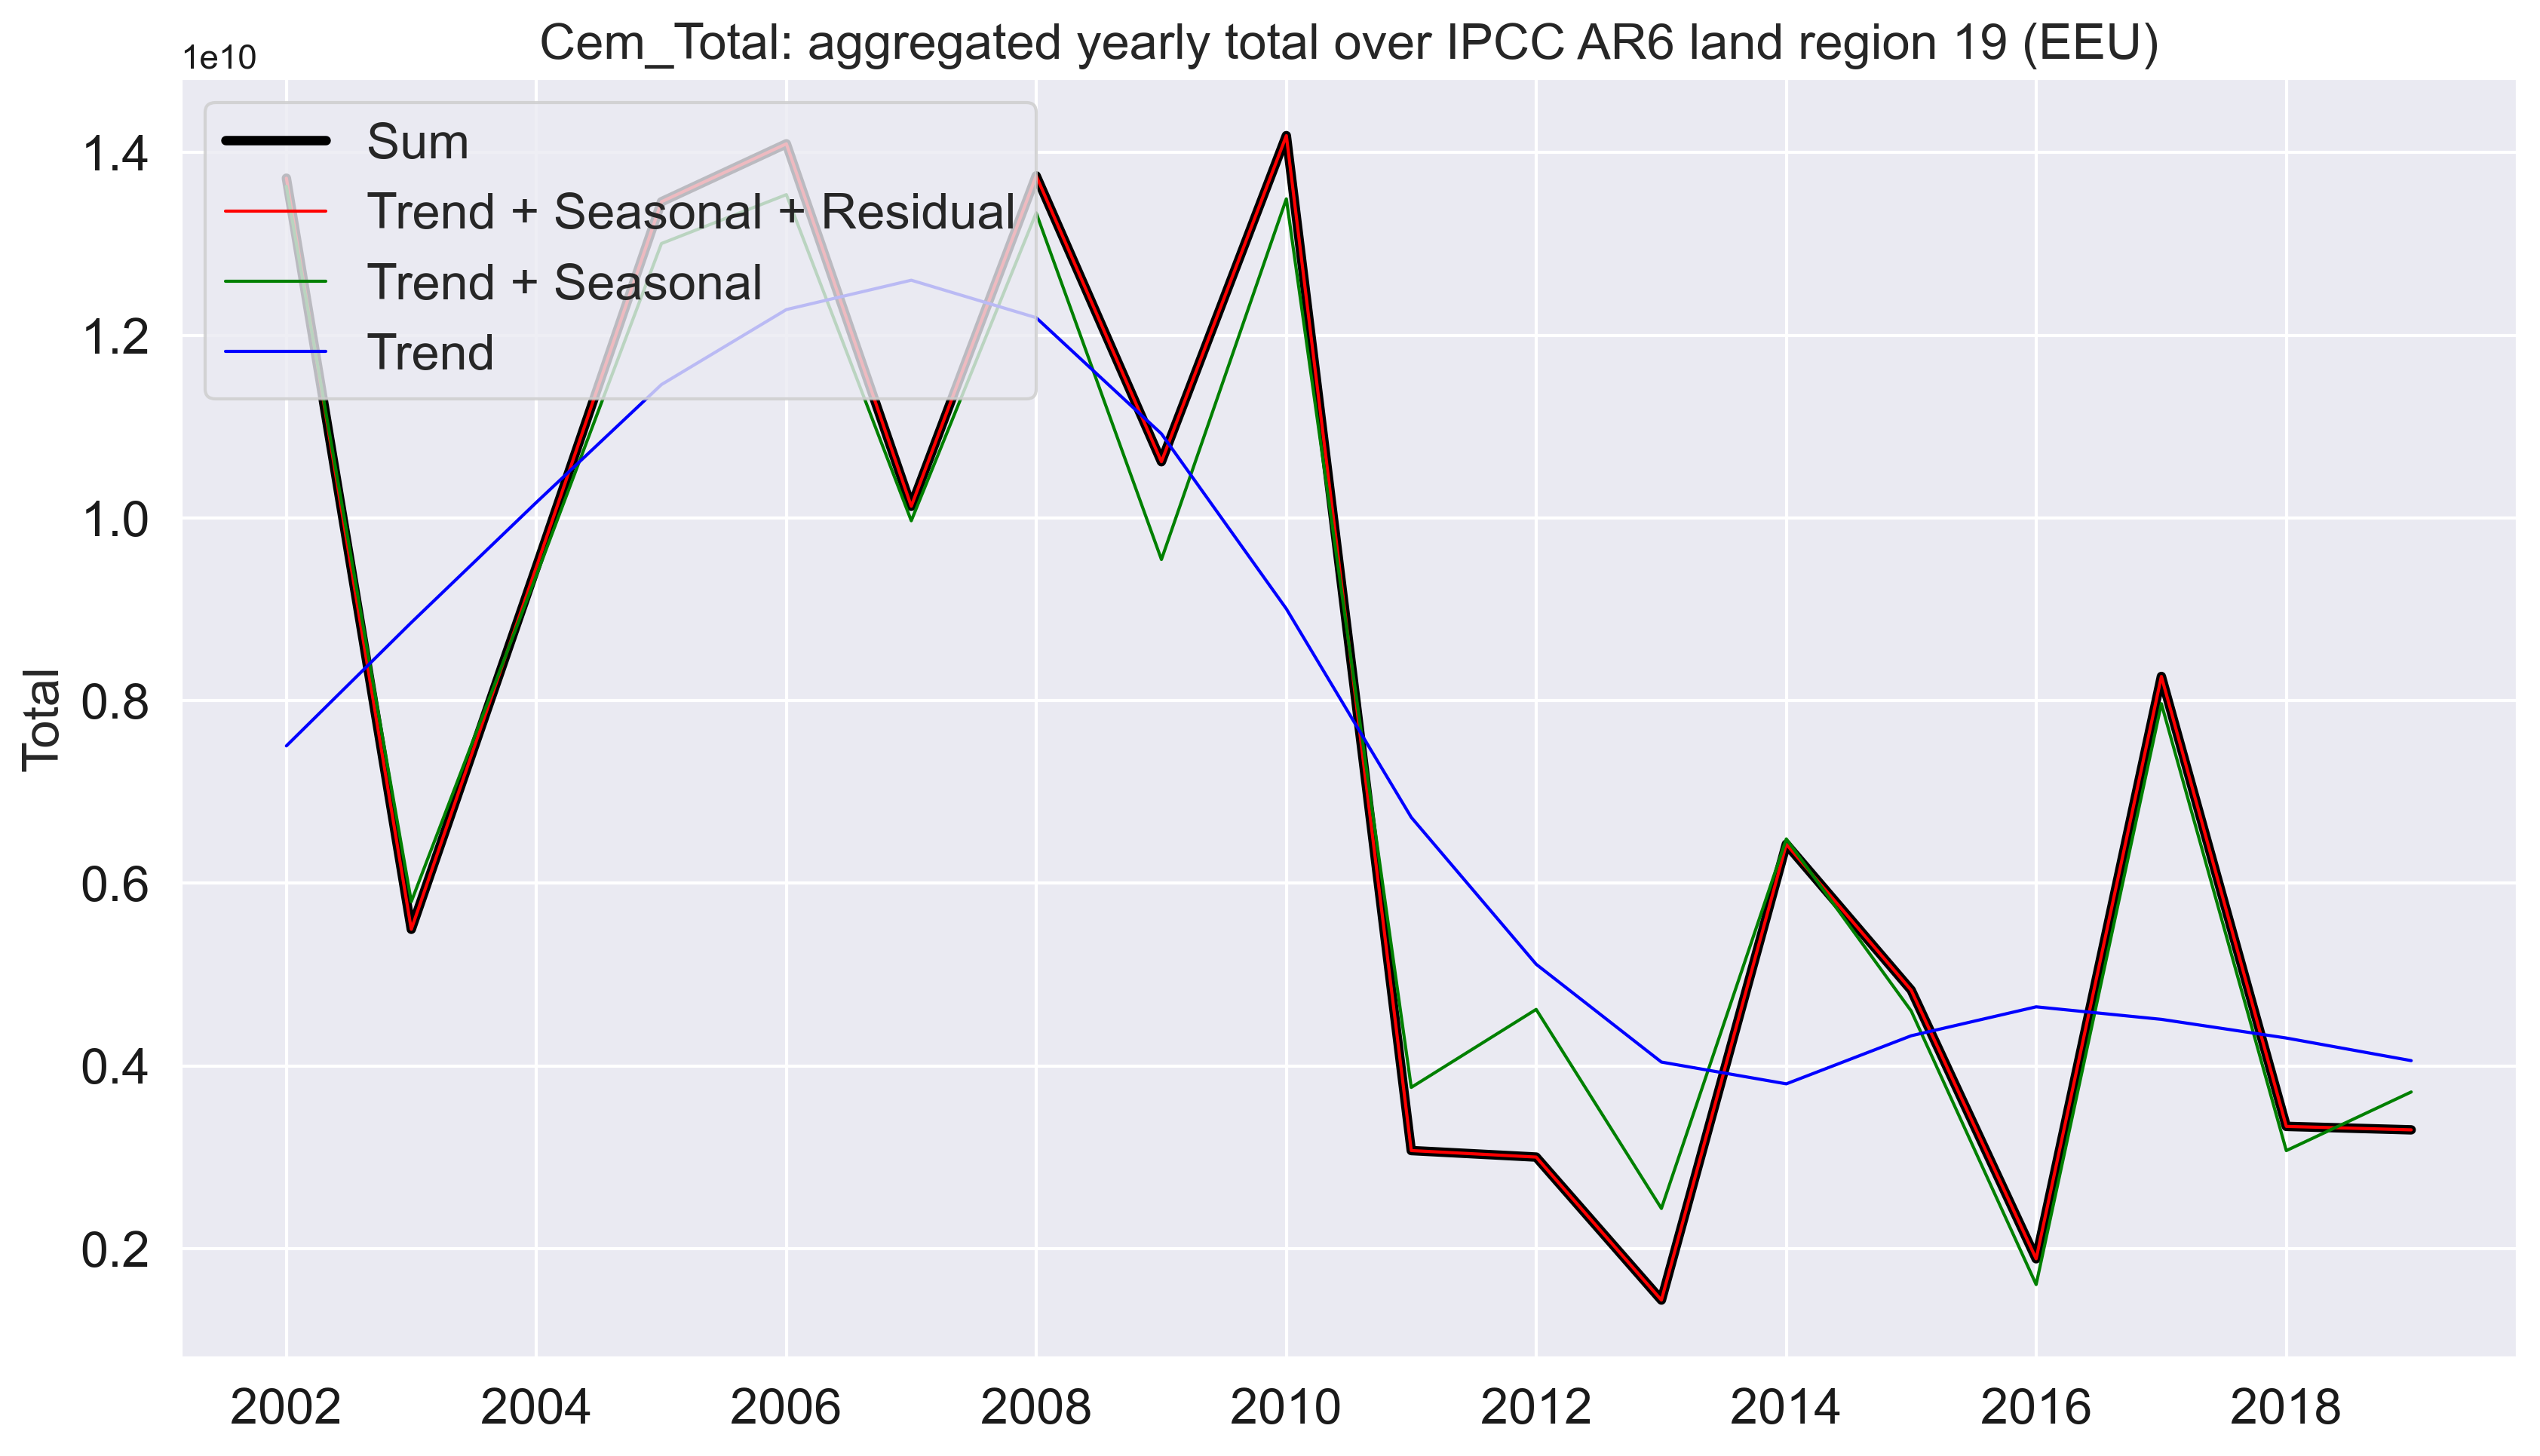 Cem_Total: aggregated yearly total over IPCC AR6 land region 19 (EEU)
1e10
Sum
Trend + Seasonal + Residual
Trend + Seasonal
Trend
1.4
1.2
1.0
0.8
0.6
0.4
0.2
Total
2002 2004 2006 2008 2010 2012 2014 2016 2018